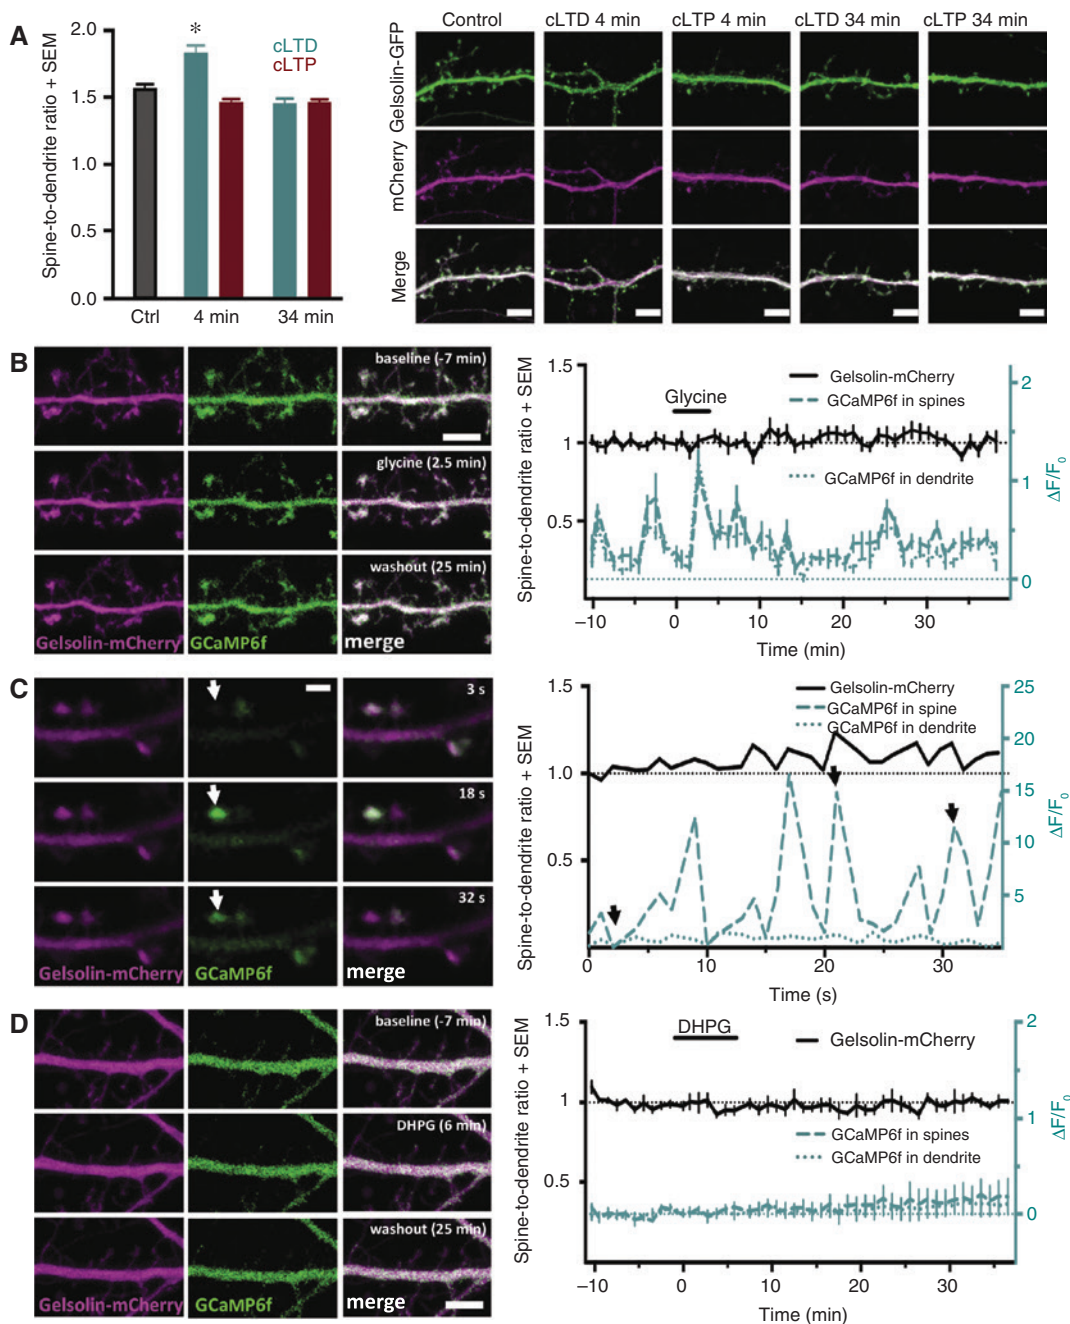 A
Spine-to-dendrite ratio + SEM
2.0
1.5
1.0
0.5
0.0
*
cLTD
cLTP
Ctrl
4 min
34 min
Control
cLTD 4 min
cLTP 4 min
cLTD 34 min
cLTP 34 min
Gelsolin-GFP
mCherry
Merge
B
baseline (-7 min)
glycine (2.5 min)
washout (25 min)
Gelsolin-mCherry
GCaMP6f
merge
Spine-to-dendrite ratio + SEM
1.5
1
0.5
Glycine
Gelsolin-mCherry
GCaMP6f in spines
GCaMP6f in dendrite
2
1
0
ΔF/F₀
−10
0
10
20
30
Time (min)
C
3 s
18 s
32 s
Gelsolin-mCherry
GCaMP6f
merge
Spine-to-dendrite ratio + SEM
1.5
1.0
0.5
Gelsolin-mCherry
GCaMP6f in spine
GCaMP6f in dendrite
25
20
15
10
5
ΔF/F₀
0
10
20
30
Time (s)
D
baseline (-7 min)
DHPG (6 min)
washout (25 min)
Gelsolin-mCherry
GCaMP6f
merge
Spine-to-dendrite ratio + SEM
1.5
1
0.5
DHPG
Gelsolin-mCherry
GCaMP6f in spines
GCaMP6f in dendrite
2
1
0
ΔF/F₀
−10
0
10
20
30
Time (min)